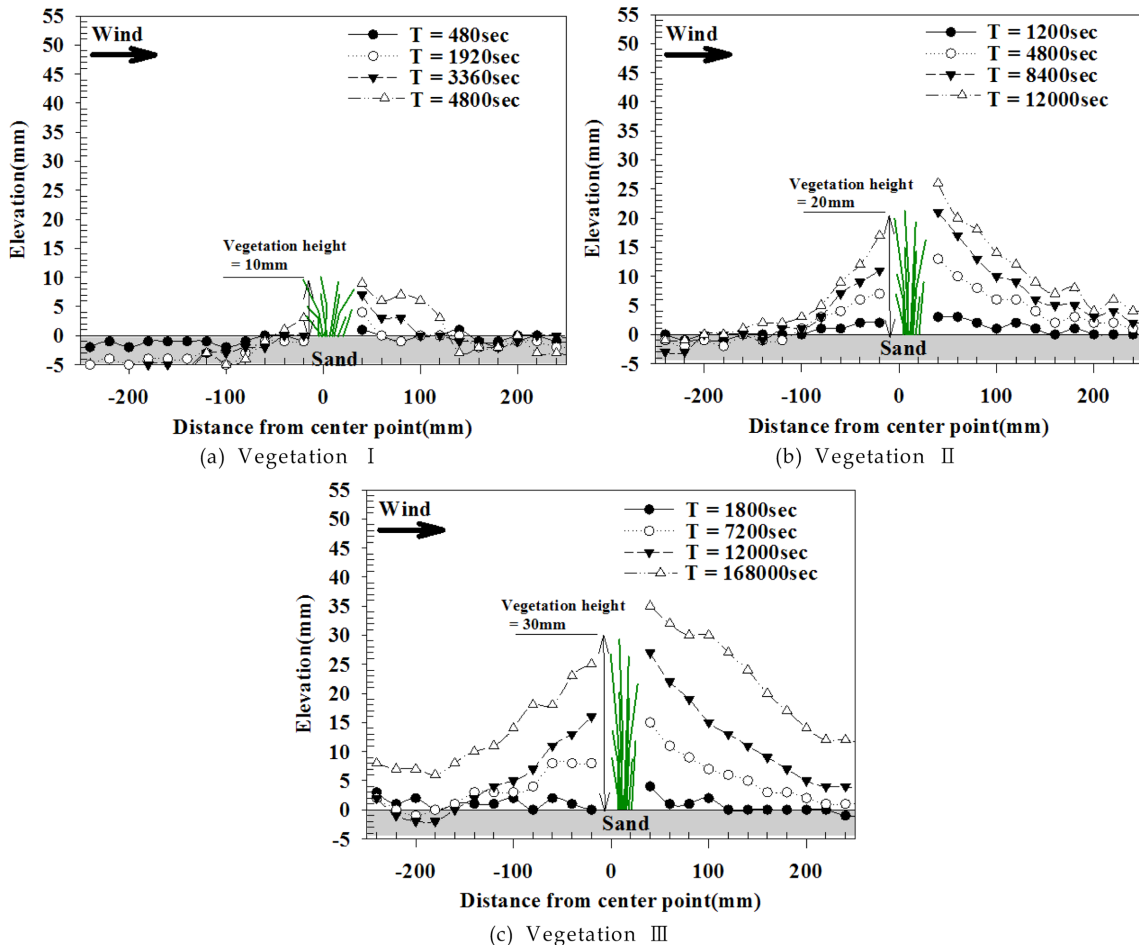 Wind
T = 480sec
T = 1920sec
T = 3360sec
T = 4800sec
Vegetation height
= 10mm
Sand
Elevation(mm)
55
50
45
40
35
30
25
20
15
10
5
0
-5
-200 -100 0 100 200
Distance from center point(mm)
(a) Vegetation Ⅰ
Wind
T = 1200sec
T = 4800sec
T = 8400sec
T = 12000sec
Vegetation height
= 20mm
Sand
Elevation(mm)
55
50
45
40
35
30
25
20
15
10
5
0
-5
-200 -100 0 100 200
Distance from center point(mm)
(b) Vegetation Ⅱ
Wind
T = 1800sec
T = 7200sec
T = 12000sec
T = 168000sec
Vegetation height
= 30mm
Sand
Elevation(mm)
55
50
45
40
35
30
25
20
15
10
5
0
-5
-200 -100 0 100 200
Distance from center point(mm)
(c) Vegetation Ⅲ